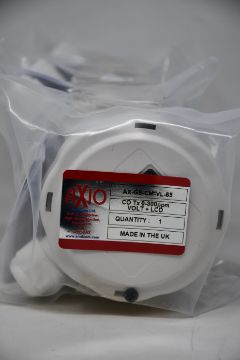 AXIO
AX-GS-CM-VL-65
CO Tx 0-300ppm
VOLT + LCD
QUANTITY : 1
MADE IN THE UK